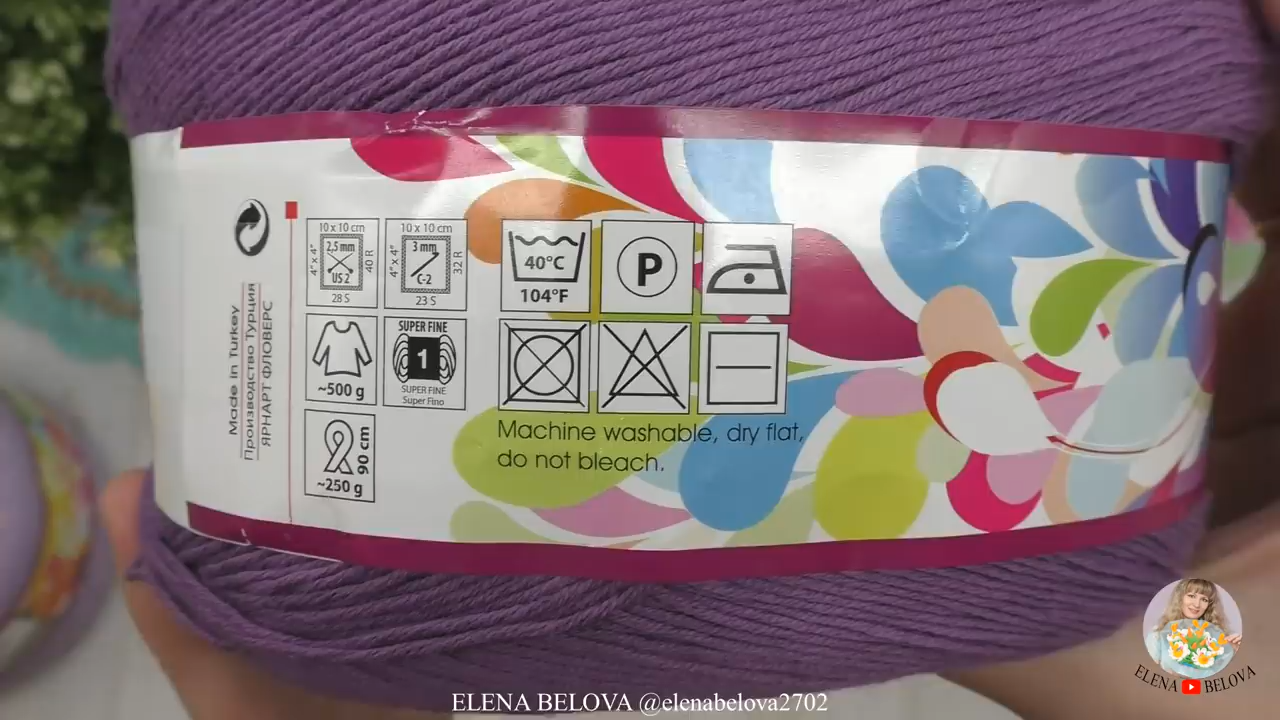 Made in Turkey
Производство Турция
ЯРНАРТ ФЛОВЕРС
10 x 10 cm
4" x 4"
2,5 mm
US 2
40 R
28 S
10 x 10 cm
4" x 4"
3 mm
C-2
32 R
23 S
~500 g
SUPER FINE
1
SUPER FINE
Super Fino
90 cm
~250 g
40°C
104°F
P
Machine washable, dry flat,
do not bleach.
ELENA BELOVA
ELENA BELOVA @elenabelova2702